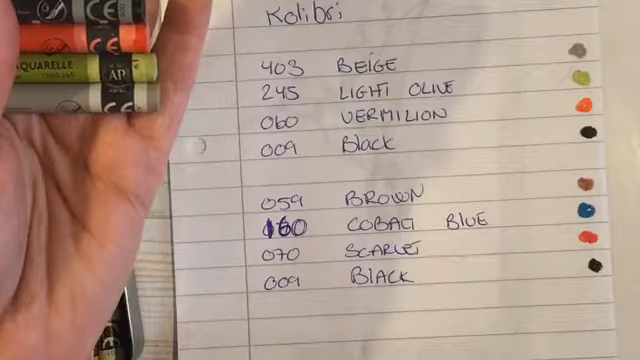 Kolibri
403 BEIGE
245 LIGHT OLIVE
060 VERMILION
009 Black
059 BROWN
160 COBALT BLUE
070 SCARLET
009 BLACK
CE
CE
AQUARELLE
AP